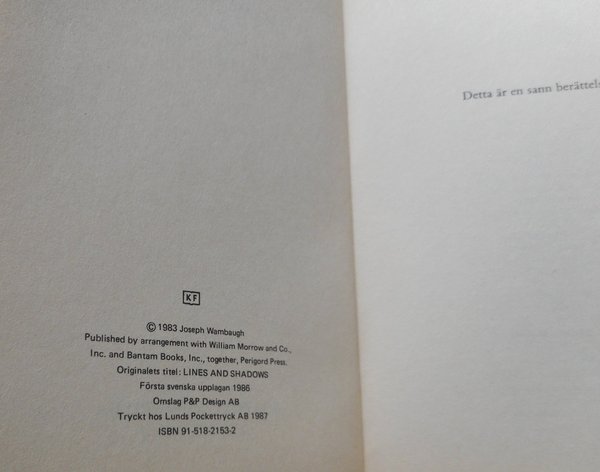 KF
© 1983 Joseph Wambaugh
Published by arrangement with William Morrow and Co.,
Inc. and Bantam Books, Inc., together, Perigord Press.
Originalets titel: LINES AND SHADOWS
Första svenska upplagan 1986
Omslag P&P Design AB
Tryckt hos Lunds Pockettryck AB 1987
ISBN 91-518-2153-2
Detta är en sann